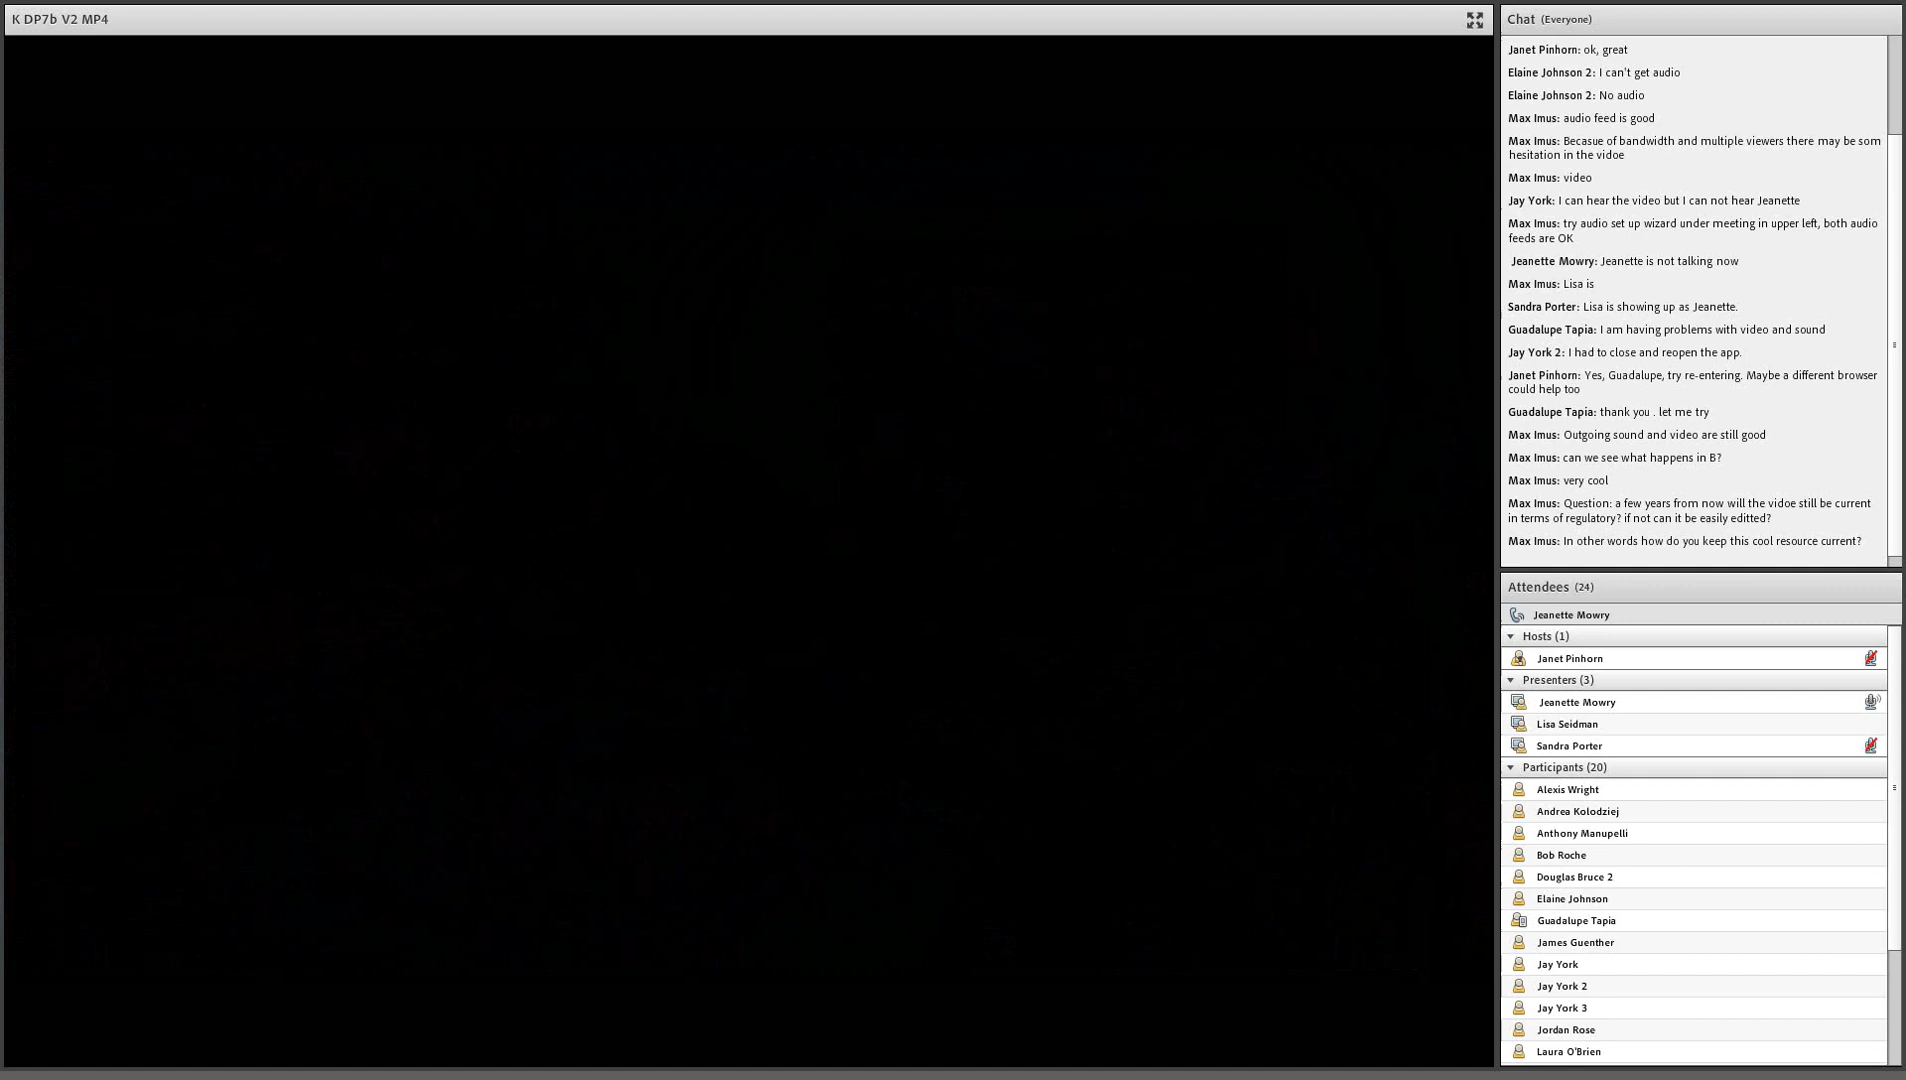 K DP7b V2 MP4
Chat (Everyone)
Janet Pinhorn: ok, great
Elaine Johnson 2: I can't get audio
Elaine Johnson 2: No audio
Max Imus: audio feed is good
Max Imus: Becasue of bandwidth and multiple viewers there may be som
hesitation in the vidoe
Max Imus: video
Jay York: I can hear the video but I can not hear Jeanette
Max Imus: try audio set up wizard under meeting in upper left, both audio
feeds are OK
Jeanette Mowry: Jeanette is not talking now
Max Imus: Lisa is
Sandra Porter: Lisa is showing up as Jeanette.
Guadalupe Tapia: I am having problems with video and sound
Jay York 2: I had to close and reopen the app.
Janet Pinhorn: Yes, Guadalupe, try re-entering. Maybe a different browser
could help too
Guadalupe Tapia: thank you . let me try
Max Imus: Outgoing sound and video are still good
Max Imus: can we see what happens in B?
Max Imus: very cool
Max Imus: Question: a few years from now will the vidoe still be current
in terms of regulatory? if not can it be easily editted?
Max Imus: In other words how do you keep this cool resource current?
Attendees (24)
Jeanette Mowry
Hosts (1)
Janet Pinhorn
Presenters (3)
Jeanette Mowry
Lisa Seidman
Sandra Porter
Participants (20)
Alexis Wright
Andrea Kolodziej
Anthony Manupelli
Bob Roche
Douglas Bruce 2
Elaine Johnson
Guadalupe Tapia
James Guenther
Jay York
Jay York 2
Jay York 3
Jordan Rose
Laura O'Brien